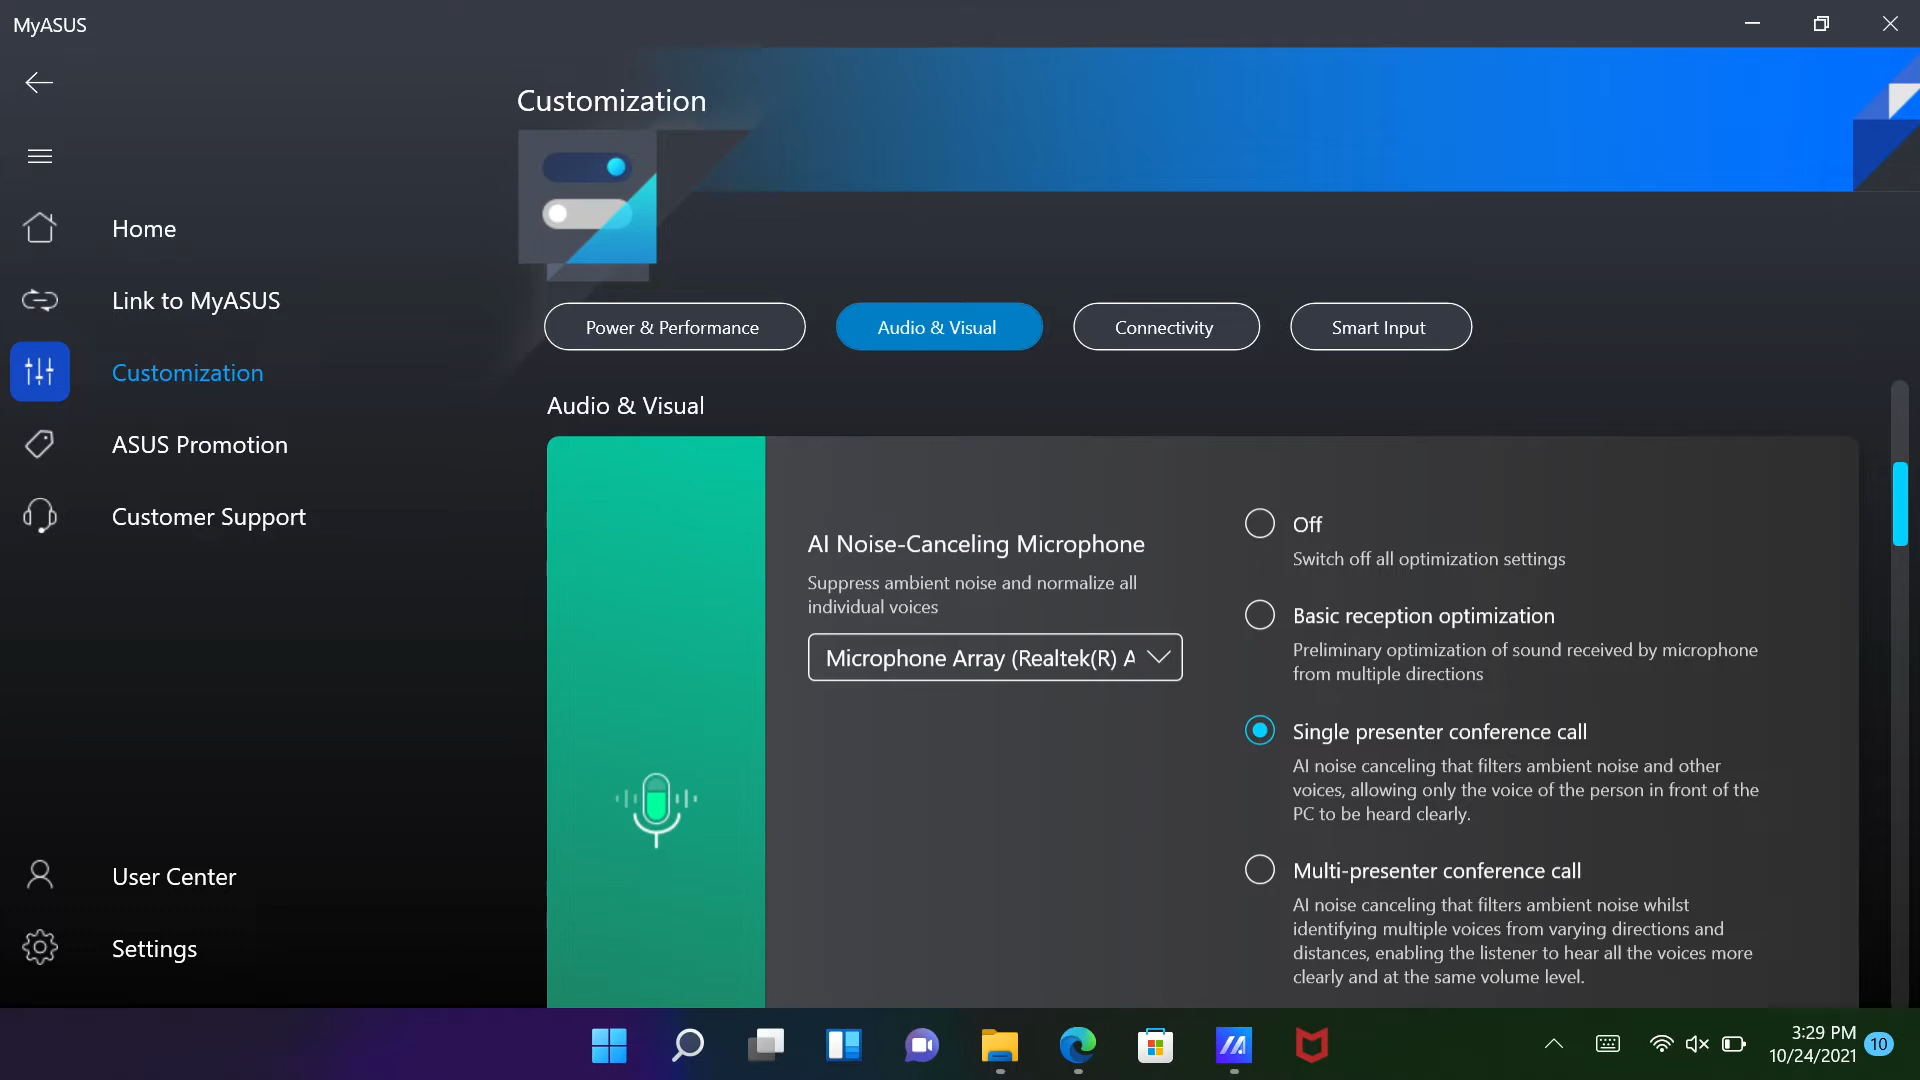 MyASUS
Customization
Home
Link to MyASUS
Customization
ASUS Promotion
Customer Support
User Center
Settings
Power & Performance
Audio & Visual
Connectivity
Smart Input
Audio & Visual
AI Noise-Canceling Microphone
Suppress ambient noise and normalize all
individual voices
Microphone Array (Realtek(R) A
Off
Switch off all optimization settings
Basic reception optimization
Preliminary optimization of sound received by microphone
from multiple directions
Single presenter conference call
AI noise canceling that filters ambient noise and other
voices, allowing only the voice of the person in front of the
PC to be heard clearly.
Multi-presenter conference call
AI noise canceling that filters ambient noise whilst
identifying multiple voices from varying directions and
distances, enabling the listener to hear all the voices more
clearly and at the same volume level.
3:29 PM
10/24/2021
10